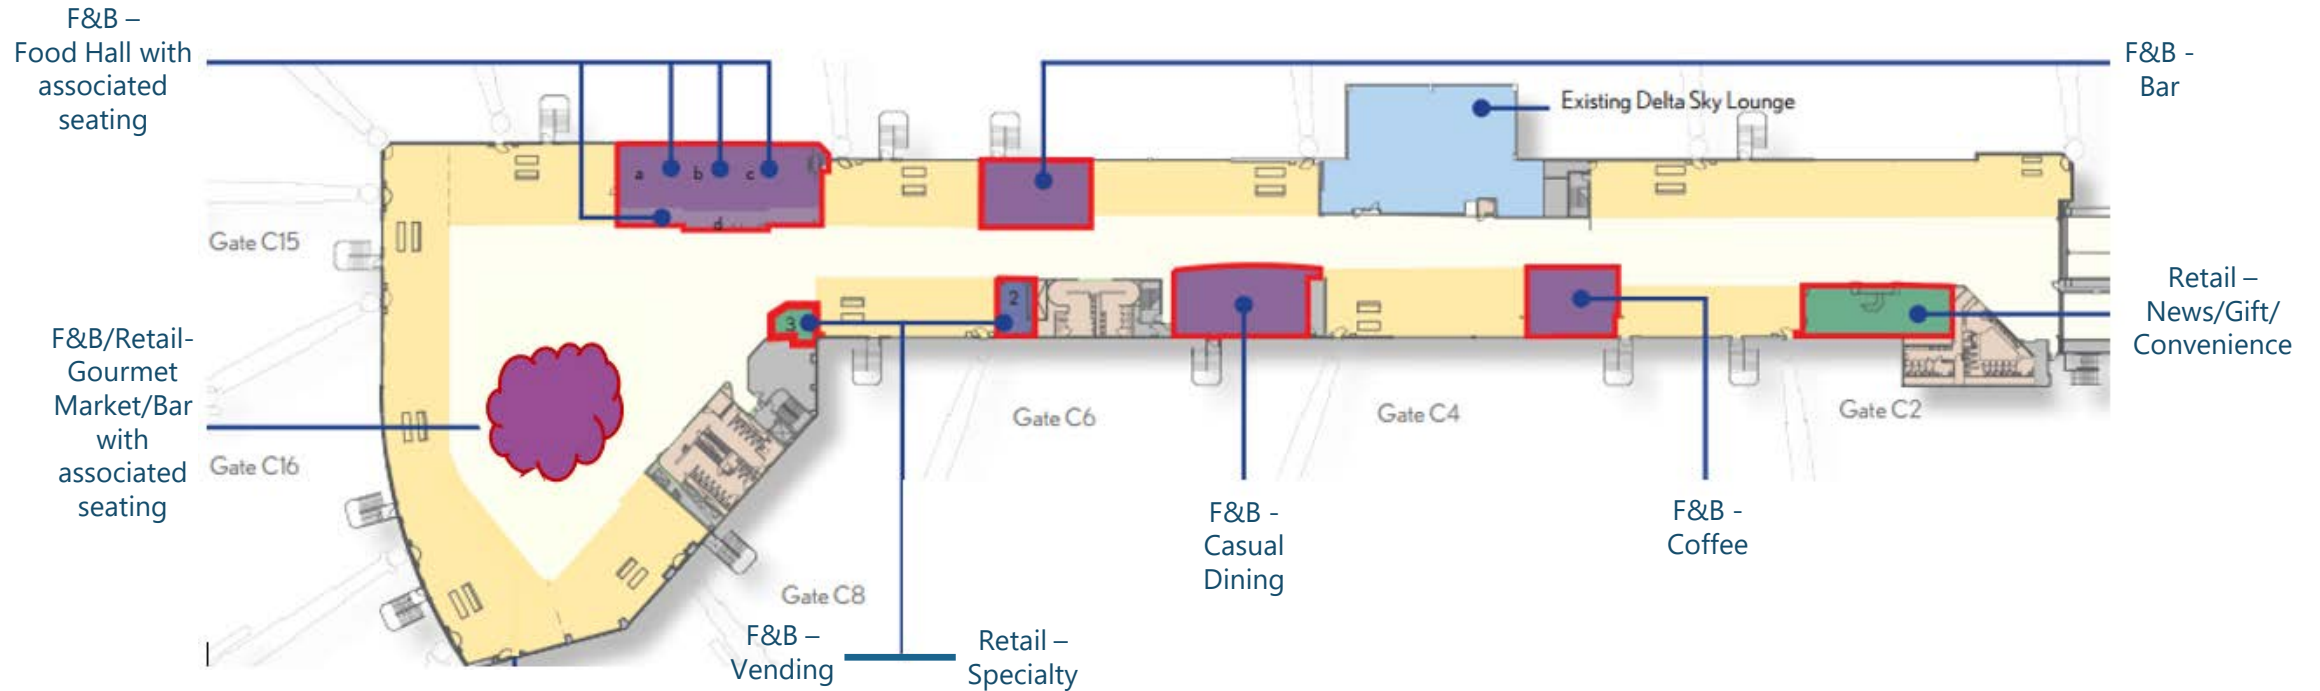 F&B –
Food Hall with
associated
seating
F&B -
Bar
Existing Delta Sky Lounge
a
b
c
d
Gate C15
2
3
Retail –
News/Gift/
Convenience
F&B/Retail-
Gourmet
Market/Bar
with
associated
seating
Gate C6
Gate C4
Gate C2
Gate C16
F&B -
Casual
Dining
F&B -
Coffee
Gate C8
F&B –
Vending
Retail –
Specialty